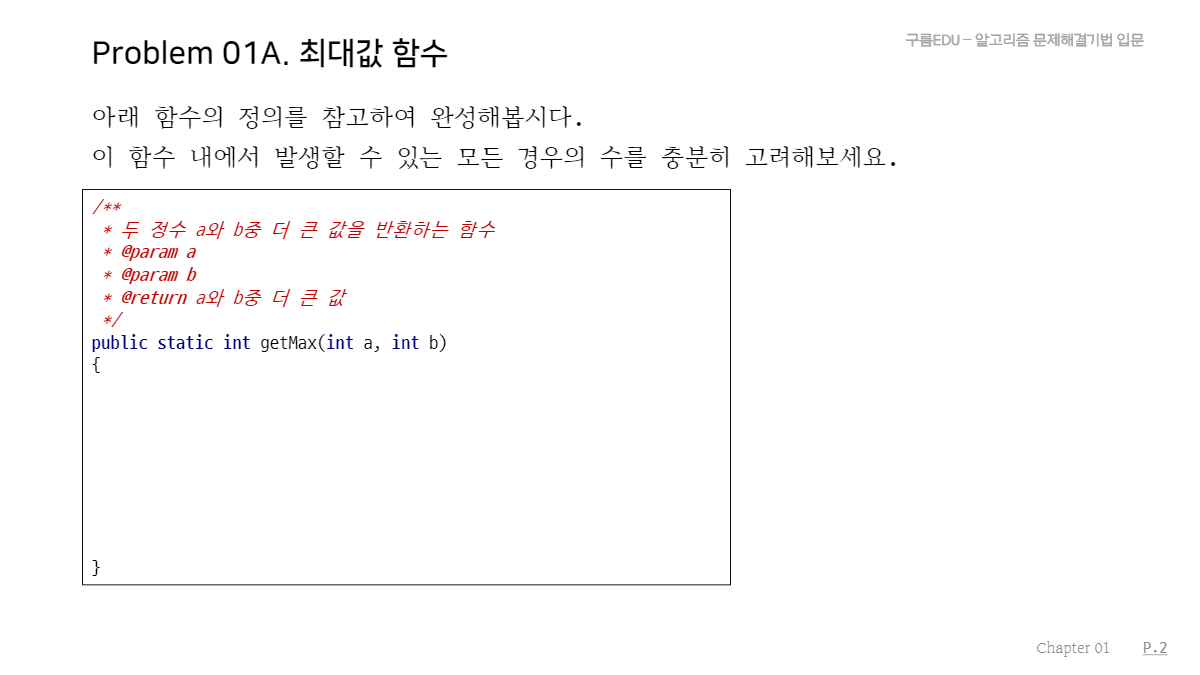 Problem 01A. 최대값 함수
구름EDU – 알고리즘 문제해결기법 입문
아래 함수의 정의를 참고하여 완성해봅시다.
이 함수 내에서 발생할 수 있는 모든 경우의 수를 충분히 고려해보세요.
/**
* 두 정수 a와 b중 더 큰 값을 반환하는 함수
* @param a
* @param b
* @return a와 b중 더 큰 값
*/
public static int getMax(int a, int b)
{
}
Chapter 01 P.2